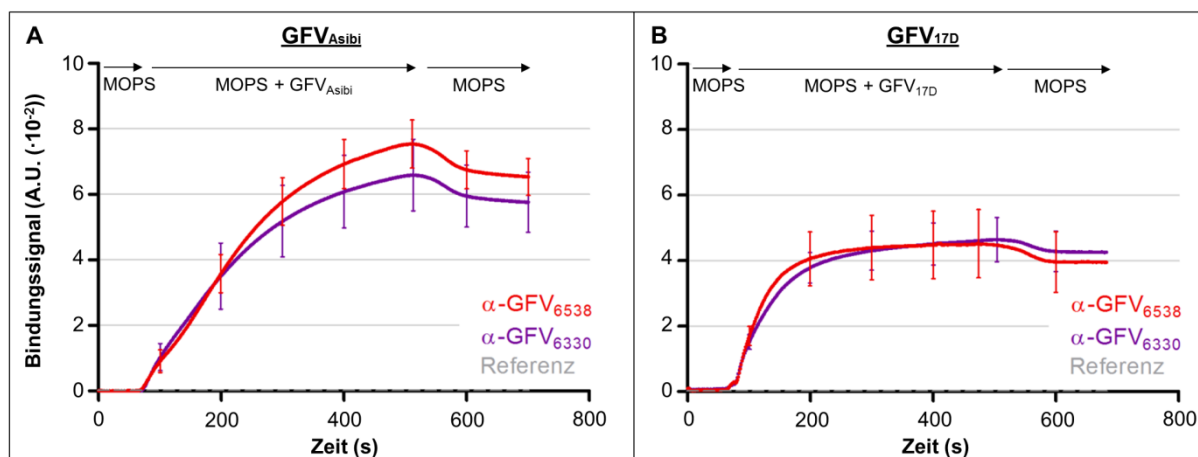 A
GFVAsibi
MOPS
MOPS + GFVAsibi
MOPS
Bindungssignal (A.U. (·10-2))
10
8
6
4
2
0
α-GFV6538
α-GFV6330
Referenz
0 200 400 600 800
Zeit (s)
B
GFV17D
MOPS
MOPS + GFV17D
MOPS
10
8
6
4
2
0
α-GFV6538
α-GFV6330
Referenz
0 200 400 600 800
Zeit (s)